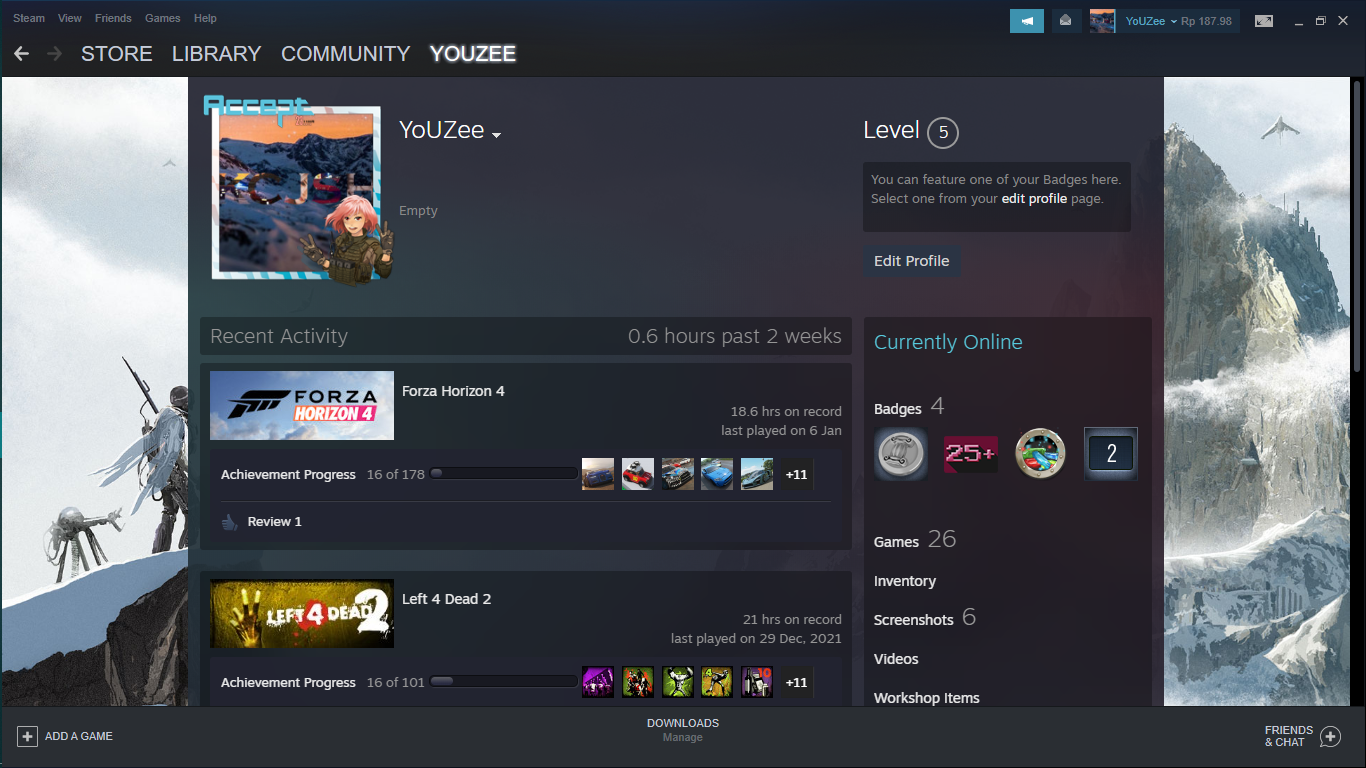 Steam View Friends Games Help
YoUZee Rp 187.98
STORE LIBRARY COMMUNITY YOUZEE
Accept
YoUZee
Level 5
You can feature one of your Badges here.
Select one from your edit profile page.
Empty
Edit Profile
Recent Activity 0.6 hours past 2 weeks
FORZA
HORIZON 4
Forza Horizon 4
18.6 hrs on record
last played on 6 Jan
Achievement Progress 16 of 178 +11
Review 1
LEFT 4 DEAD 2
Left 4 Dead 2
21 hrs on record
last played on 29 Dec, 2021
Achievement Progress 16 of 101 10 +11
Currently Online
Badges 4
25+ 2
Games 26
Inventory
Screenshots 6
Videos
Workshop Items
ADD A GAME
DOWNLOADS
Manage
FRIENDS
& CHAT